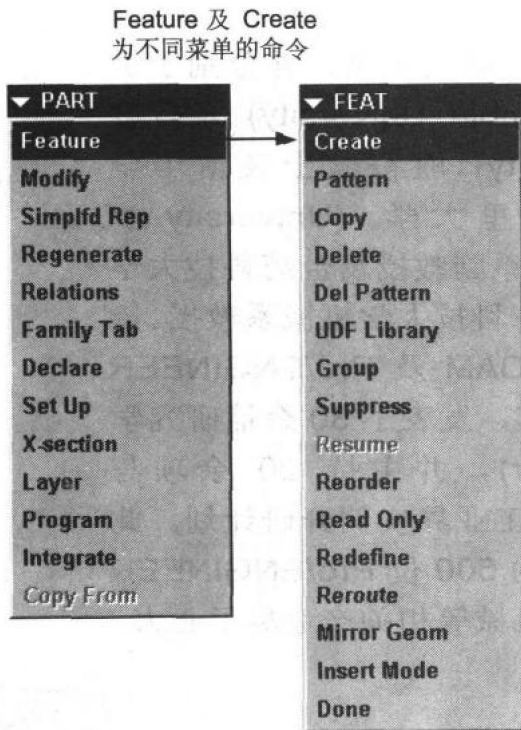 Feature 及 Create
为不同菜单的命令
PART
Feature
Modify
Simplfd Rep
Regenerate
Relations
Family Tab
Declare
Set Up
X-section
Layer
Program
Integrate
Copy From
FEAT
Create
Pattern
Copy
Delete
Del Pattern
UDF Library
Group
Suppress
Resume
Reorder
Read Only
Redefine
Reroute
Mirror Geom
Insert Mode
Done